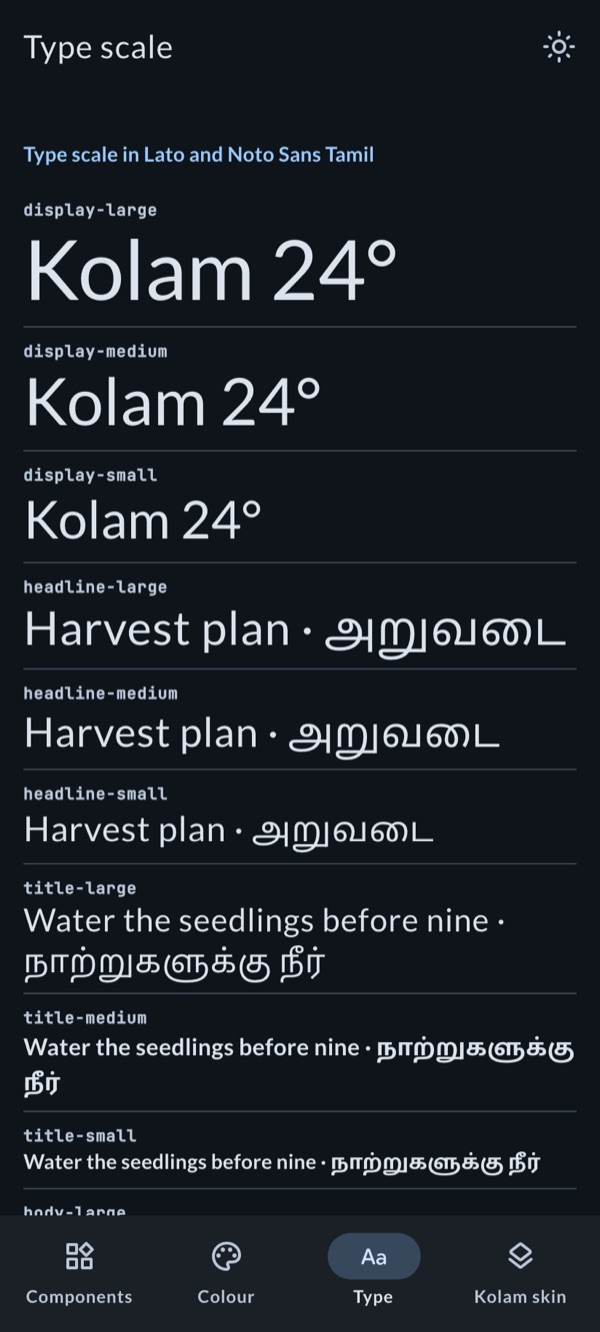 Type scale
Type scale in Lato and Noto Sans Tamil
display-large
Kolam 24°
display-medium
Kolam 24°
display-small
Kolam 24°
headline-large
Harvest plan · அறுவடை
headline-medium
Harvest plan · அறுவடை
headline-small
Harvest plan · அறுவடை
title-large
Water the seedlings before nine ·
நாற்றுகளுக்கு நீர்
title-medium
Water the seedlings before nine · நாற்றுகளுக்கு
நீர்
title-small
Water the seedlings before nine · நாற்றுகளுக்கு நீர்
body-large
Aa
Components
Colour
Type
Kolam skin